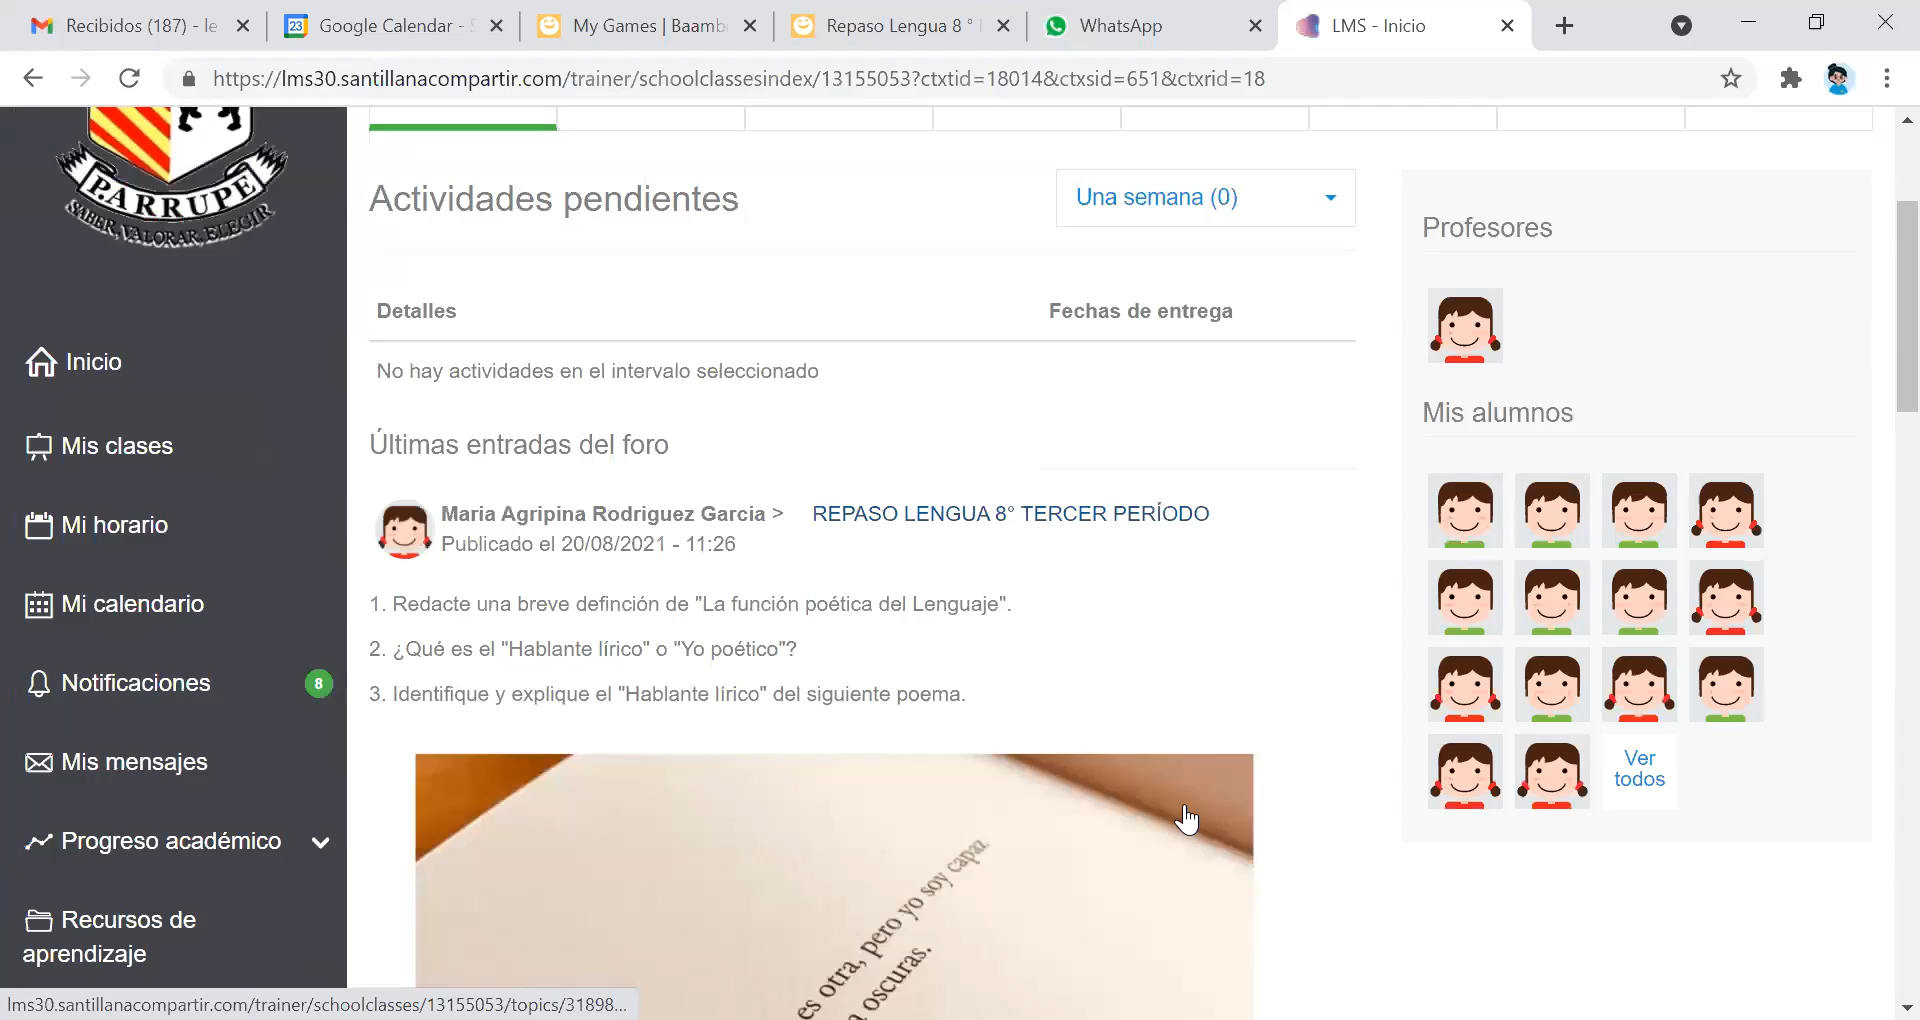 Recibidos (187) - le
Google Calendar - S
My Games | Baamb
Repaso Lengua 8 °
WhatsApp
LMS - Inicio
https://lms30.santillanacompartir.com/trainer/schoolclassesindex/13155053?ctxtid=18014&ctxsid=651&ctxrid=18
P.ARRUPE
SABER, VALORAR, ELEGIR
Inicio
Mis clases
Mi horario
Mi calendario
Notificaciones 8
Mis mensajes
Progreso académico
Recursos de
aprendizaje
Actividades pendientes
Una semana (0)
Detalles
Fechas de entrega
No hay actividades en el intervalo seleccionado
Últimas entradas del foro
Maria Agripina Rodriguez Garcia > REPASO LENGUA 8° TERCER PERÍODO
Publicado el 20/08/2021 - 11:26
1. Redacte una breve definción de "La función poética del Lenguaje".
2. ¿Qué es el "Hablante lírico" o "Yo poético"?
3. Identifique y explique el "Hablante lírico" del siguiente poema.
es otra, pero yo soy capaz
a oscuras.
Profesores
Mis alumnos
Ver
todos
lms30.santillanacompartir.com/trainer/schoolclasses/13155053/topics/31898...